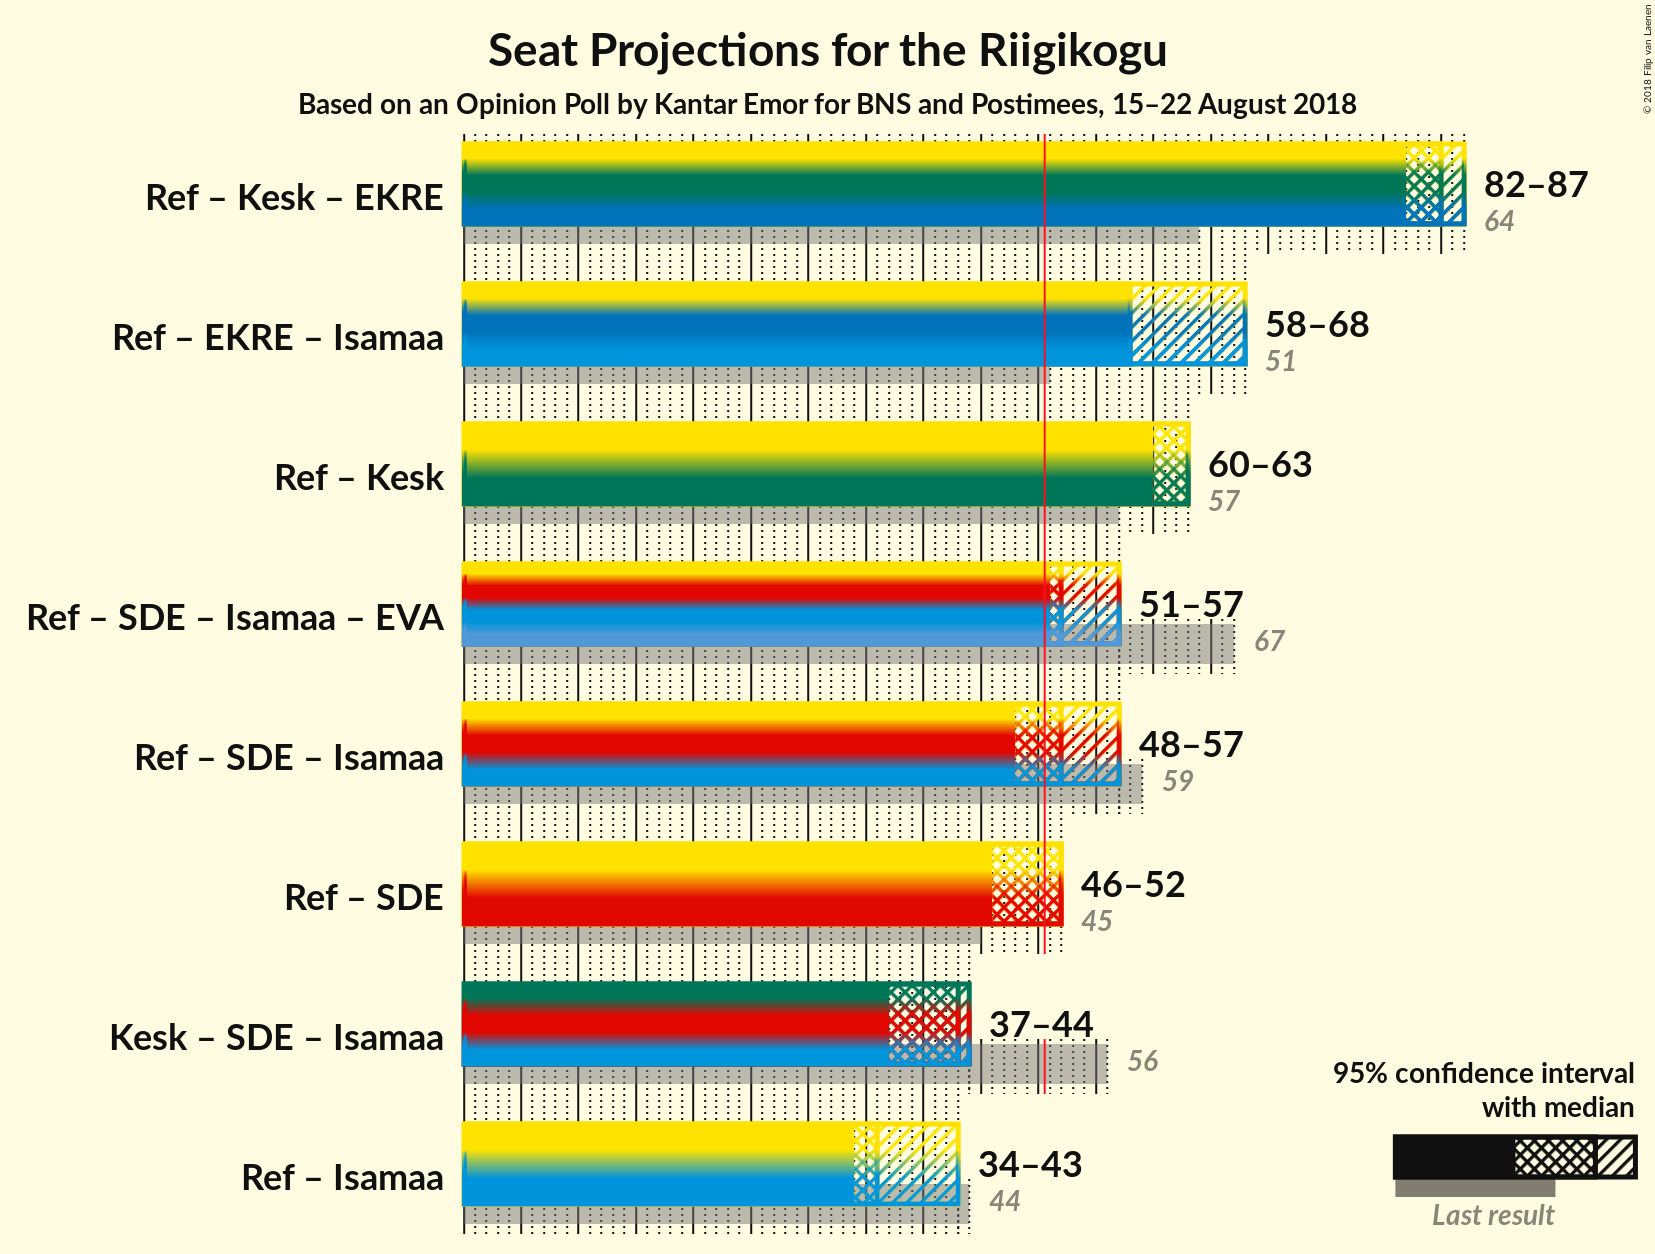 Seat Projections for the Riigikogu
Based on an Opinion Poll by Kantar Emor for BNS and Postimees, 15–22 August 2018
© 2018 Filip van Laenen
Ref – Kesk – EKRE
82–87
64
Ref – EKRE – Isamaa
58–68
51
Ref – Kesk
60–63
57
Ref – SDE – Isamaa – EVA
51–57
67
Ref – SDE – Isamaa
48–57
59
Ref – SDE
46–52
45
Kesk – SDE – Isamaa
37–44
56
Ref – Isamaa
34–43
44
95% confidence interval
with median
Last result